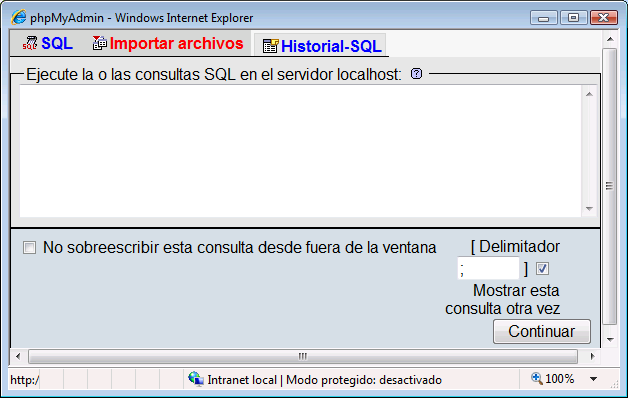 phpMyAdmin - Windows Internet Explorer
SQL Importar archivos Historial-SQL
Ejecute la o las consultas SQL en el servidor localhost: ?
No sobreescribir esta consulta desde fuera de la ventana [ Delimitador
; ]
Mostrar esta
consulta otra vez
Continuar
http:/ Intranet local | Modo protegido: desactivado 100%